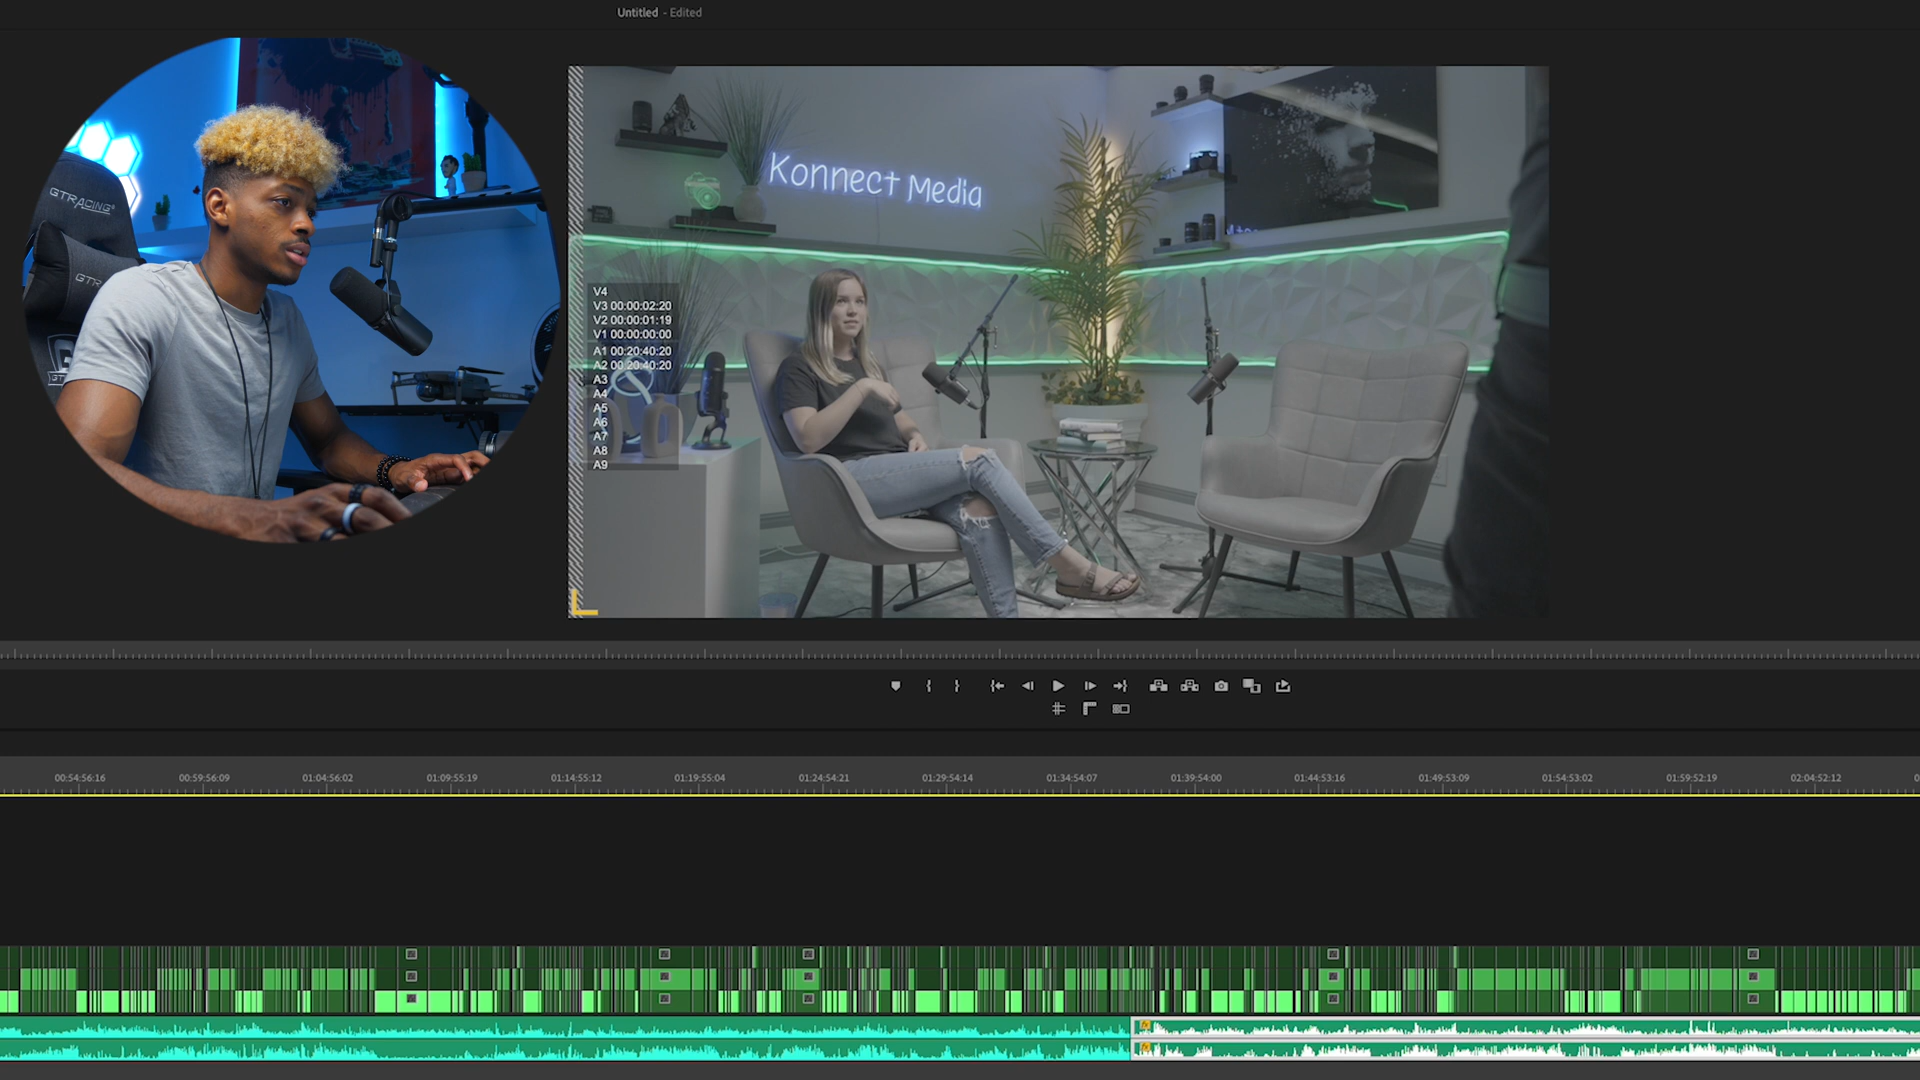 Untitled - Edited
GTRACING
GTR
Konnect Media
V4
V3 00:00:02:20
V2 00:00:01:19
V1 00:00:00:00
A1 00:20:40:20
A2 00:20:40:20
A3
A4
A5
A6
A7
A8
A9
00:54:56:16 00:59:56:09 01:04:56:02 01:09:55:19 01:14:55:12 01:19:55:04 01:24:54:21 01:29:54:14 01:34:54:07 01:39:54:00 01:44:53:16 01:49:53:09 01:54:53:02 01:59:52:19 02:04:52:12